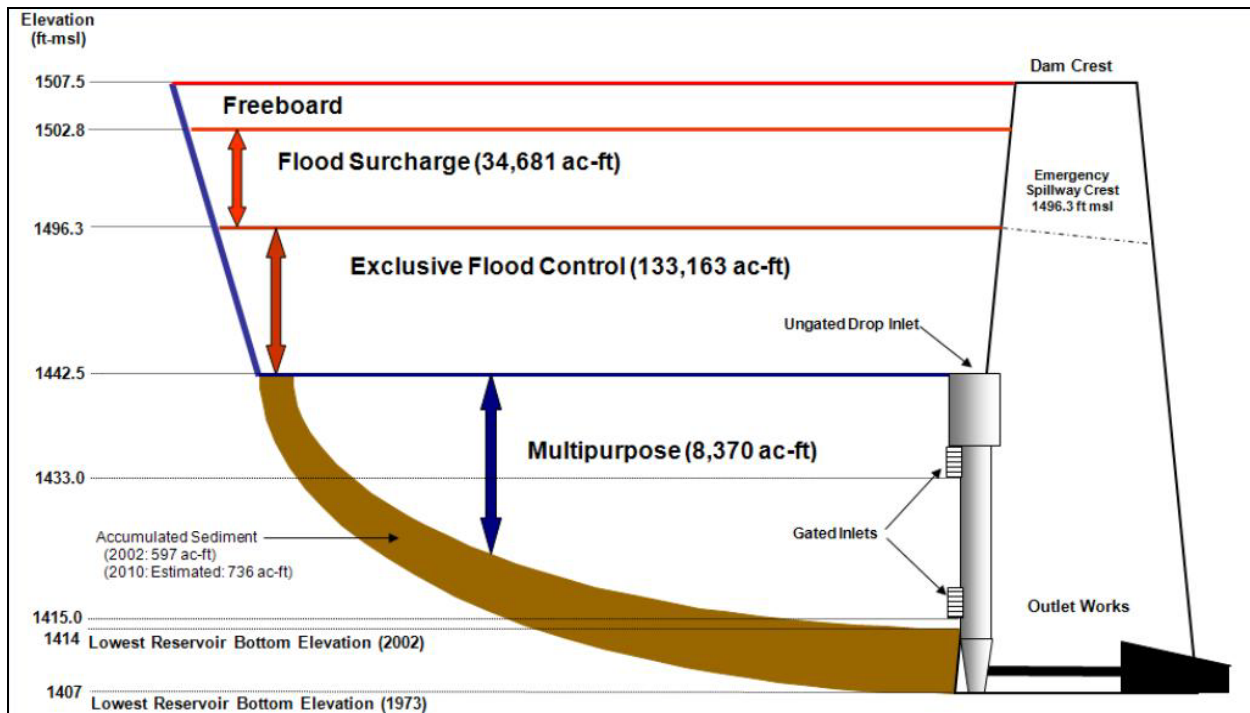 Elevation
(ft-msl)
Dam Crest
1507.5
Freeboard
1502.8
Flood Surcharge (34,681 ac-ft)
Emergency
Spillway Crest
1496.3 ft msl
1496.3
Exclusive Flood Control (133,163 ac-ft)
Ungated Drop Inlet
1442.5
Multipurpose (8,370 ac-ft)
1433.0
Accumulated Sediment
(2002: 597 ac-ft)
(2010: Estimated: 736 ac-ft)
Gated Inlets
1415.0
Outlet Works
1414
Lowest Reservoir Bottom Elevation (2002)
1407
Lowest Reservoir Bottom Elevation (1973)